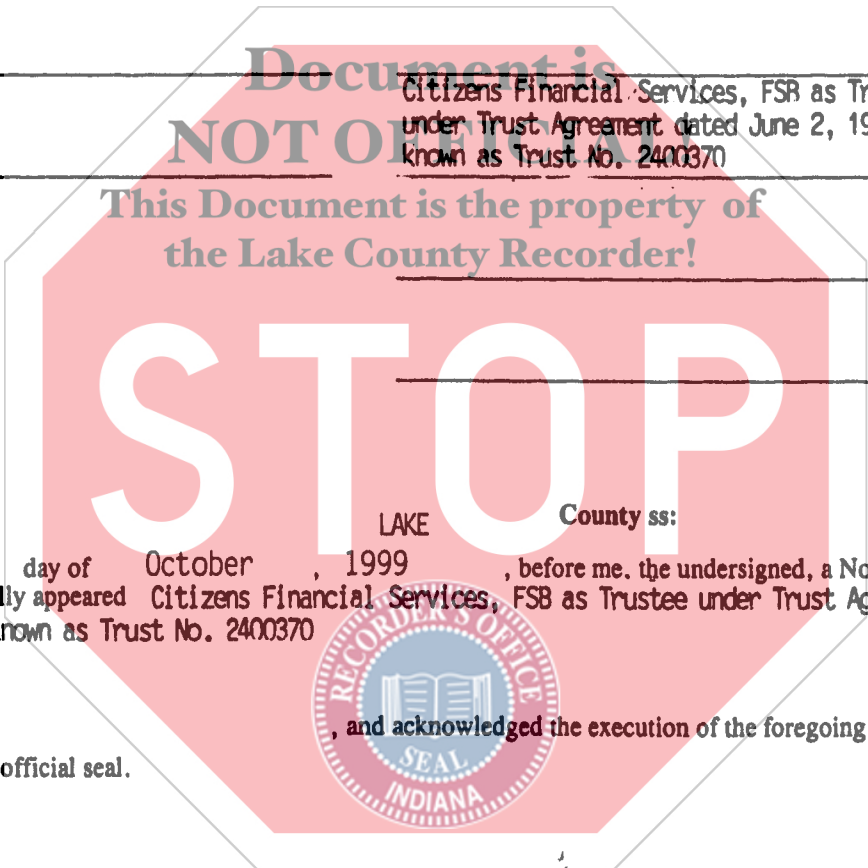 Document is
Citizens Financial Services, FSB as Tr
under Trust Agreement dated June 2, 19
NOT OFFICIAL
known as Trust No. 2400370
This Document is the property of
the Lake County Recorder!
STOP
LAKE County ss:
day of October , 1999 , before me, the undersigned, a No
lly appeared Citizens Financial Services, FSB as Trustee under Trust Ag
nown as Trust No. 2400370
RECORDER'S OFFICE
, and acknowledged the execution of the foregoing
SEAL
official seal.
INDIANA